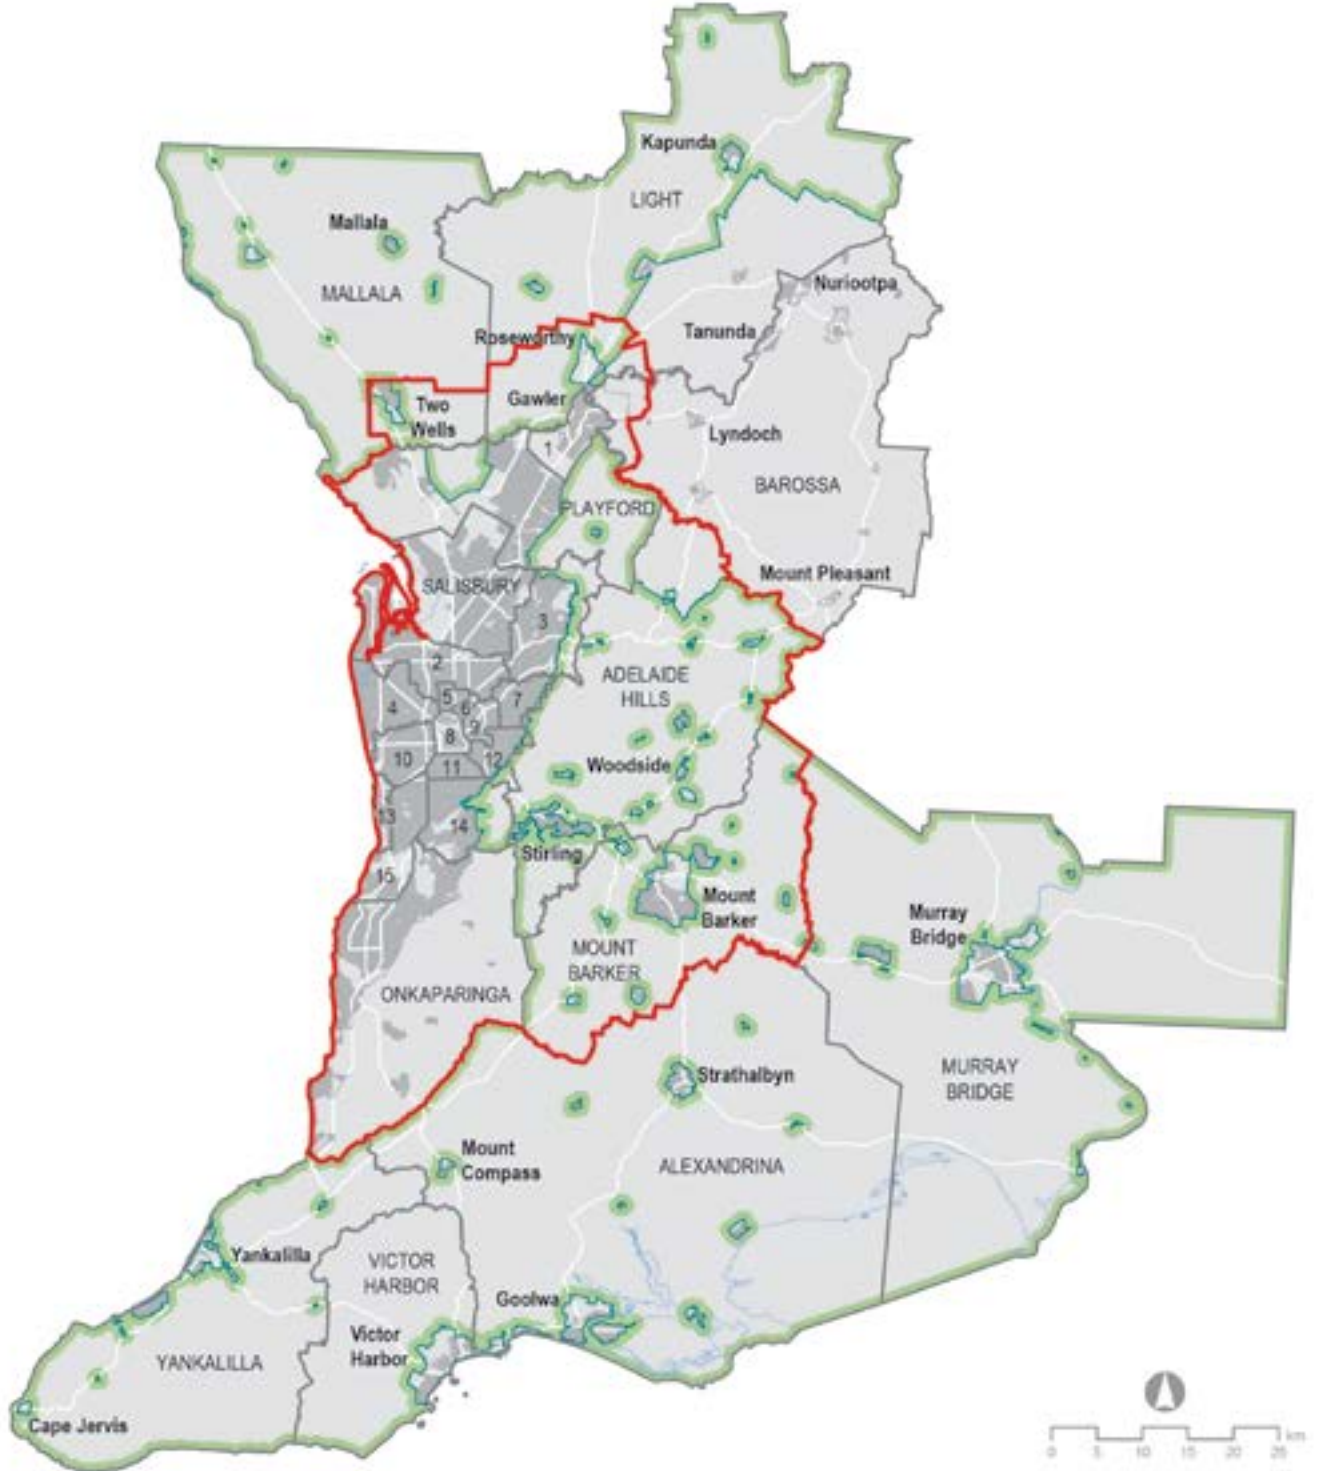 Kapunda
LIGHT
Mallala
MALLALA
Nuriootpa
Tanunda
Roseworthy
Gawler
Two
Wells
Lyndoch
1
BAROSSA
PLAYFORD
Mount Pleasant
SALISBURY
3
2
ADELAIDE
HILLS
4
5
6
7
8
9
10
11
12
Woodside
13
14
Stirling
15
Mount
Barker
Murray
Bridge
MOUNT
BARKER
ONKAPARINGA
Strathalbyn
MURRAY
BRIDGE
Mount
Compass
ALEXANDRINA
Yankalilla
VICTOR
HARBOR
Goolwa
Victor
Harbor
YANKALILLA
Cape Jervis
0 5 10 15 20 25 km